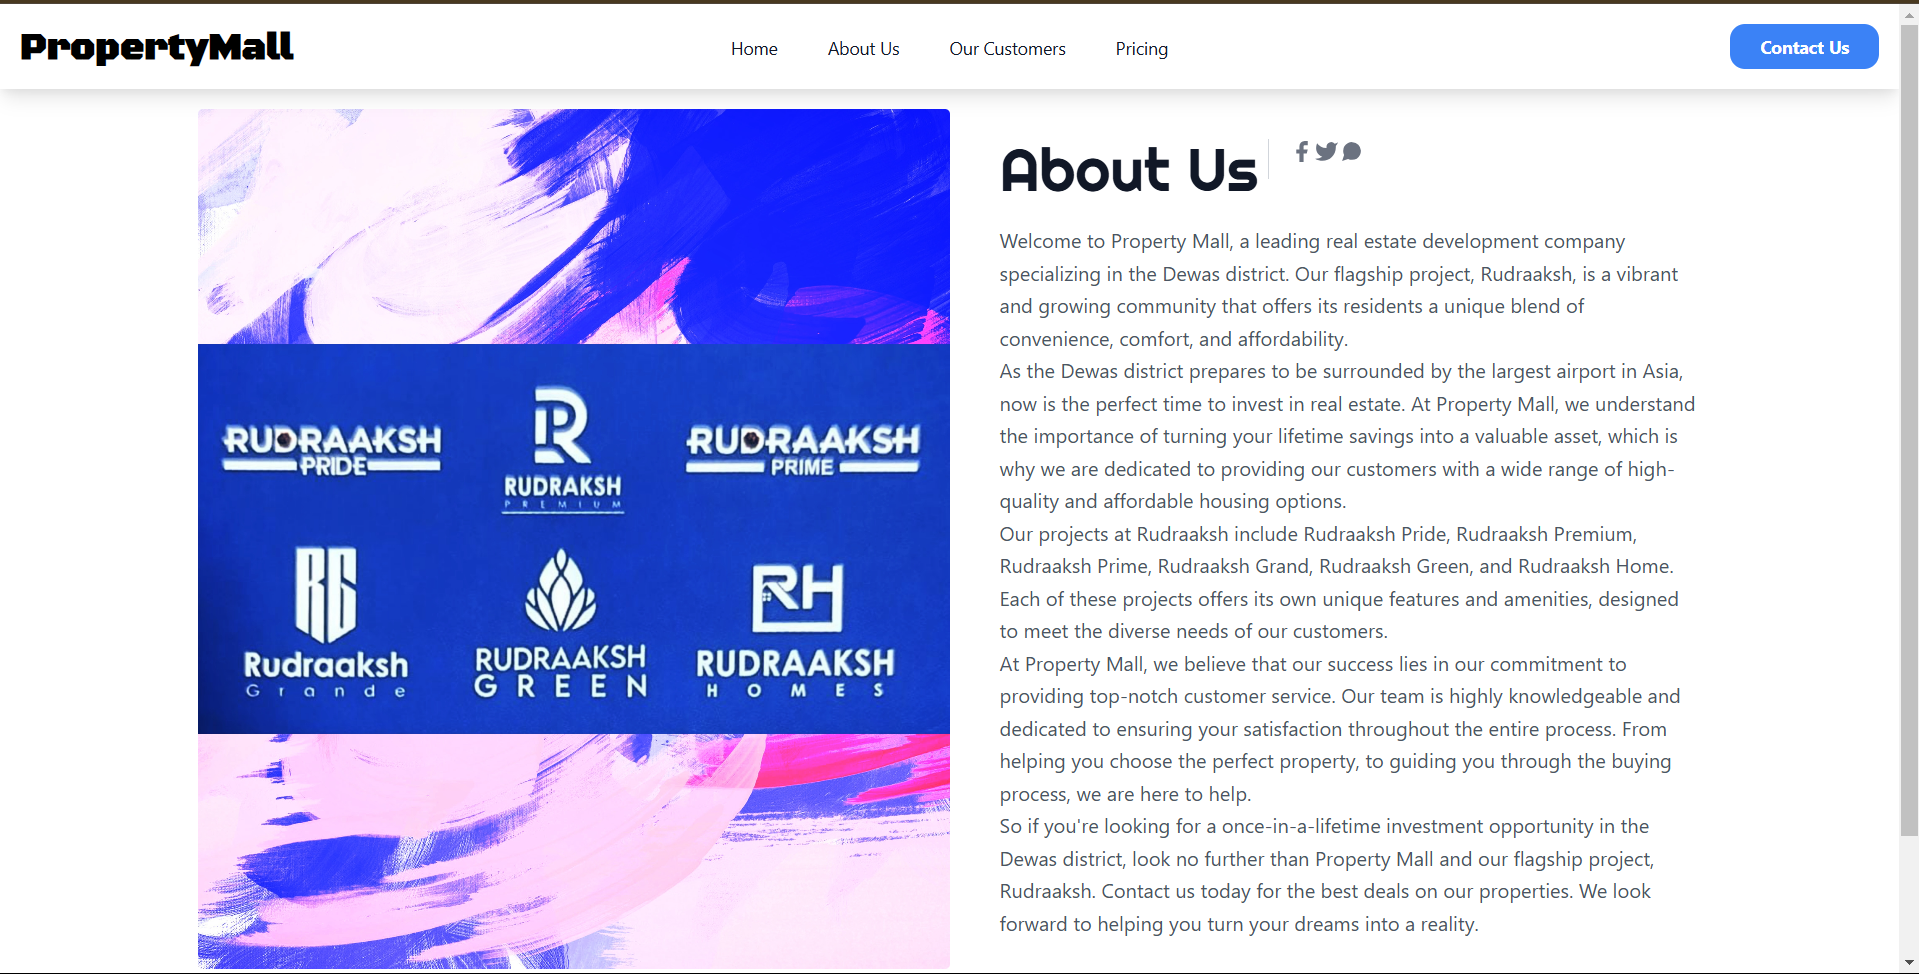 PropertyMall
Home
About Us
Our Customers
Pricing
Contact Us
RUDRAAKSH
PRIDE
R
RUDRAKSH
PREMIUM
RUDRAAKSH
PRIME
RG
Rudraaksh
Grande
RUDRAAKSH
GREEN
RH
RUDRAAKSH
HOMES
About Us
Welcome to Property Mall, a leading real estate development company
specializing in the Dewas district. Our flagship project, Rudraaksh, is a vibrant
and growing community that offers its residents a unique blend of
convenience, comfort, and affordability.
As the Dewas district prepares to be surrounded by the largest airport in Asia,
now is the perfect time to invest in real estate. At Property Mall, we understand
the importance of turning your lifetime savings into a valuable asset, which is
why we are dedicated to providing our customers with a wide range of high-
quality and affordable housing options.
Our projects at Rudraaksh include Rudraaksh Pride, Rudraaksh Premium,
Rudraaksh Prime, Rudraaksh Grand, Rudraaksh Green, and Rudraaksh Home.
Each of these projects offers its own unique features and amenities, designed
to meet the diverse needs of our customers.
At Property Mall, we believe that our success lies in our commitment to
providing top-notch customer service. Our team is highly knowledgeable and
dedicated to ensuring your satisfaction throughout the entire process. From
helping you choose the perfect property, to guiding you through the buying
process, we are here to help.
So if you're looking for a once-in-a-lifetime investment opportunity in the
Dewas district, look no further than Property Mall and our flagship project,
Rudraaksh. Contact us today for the best deals on our properties. We look
forward to helping you turn your dreams into a reality.